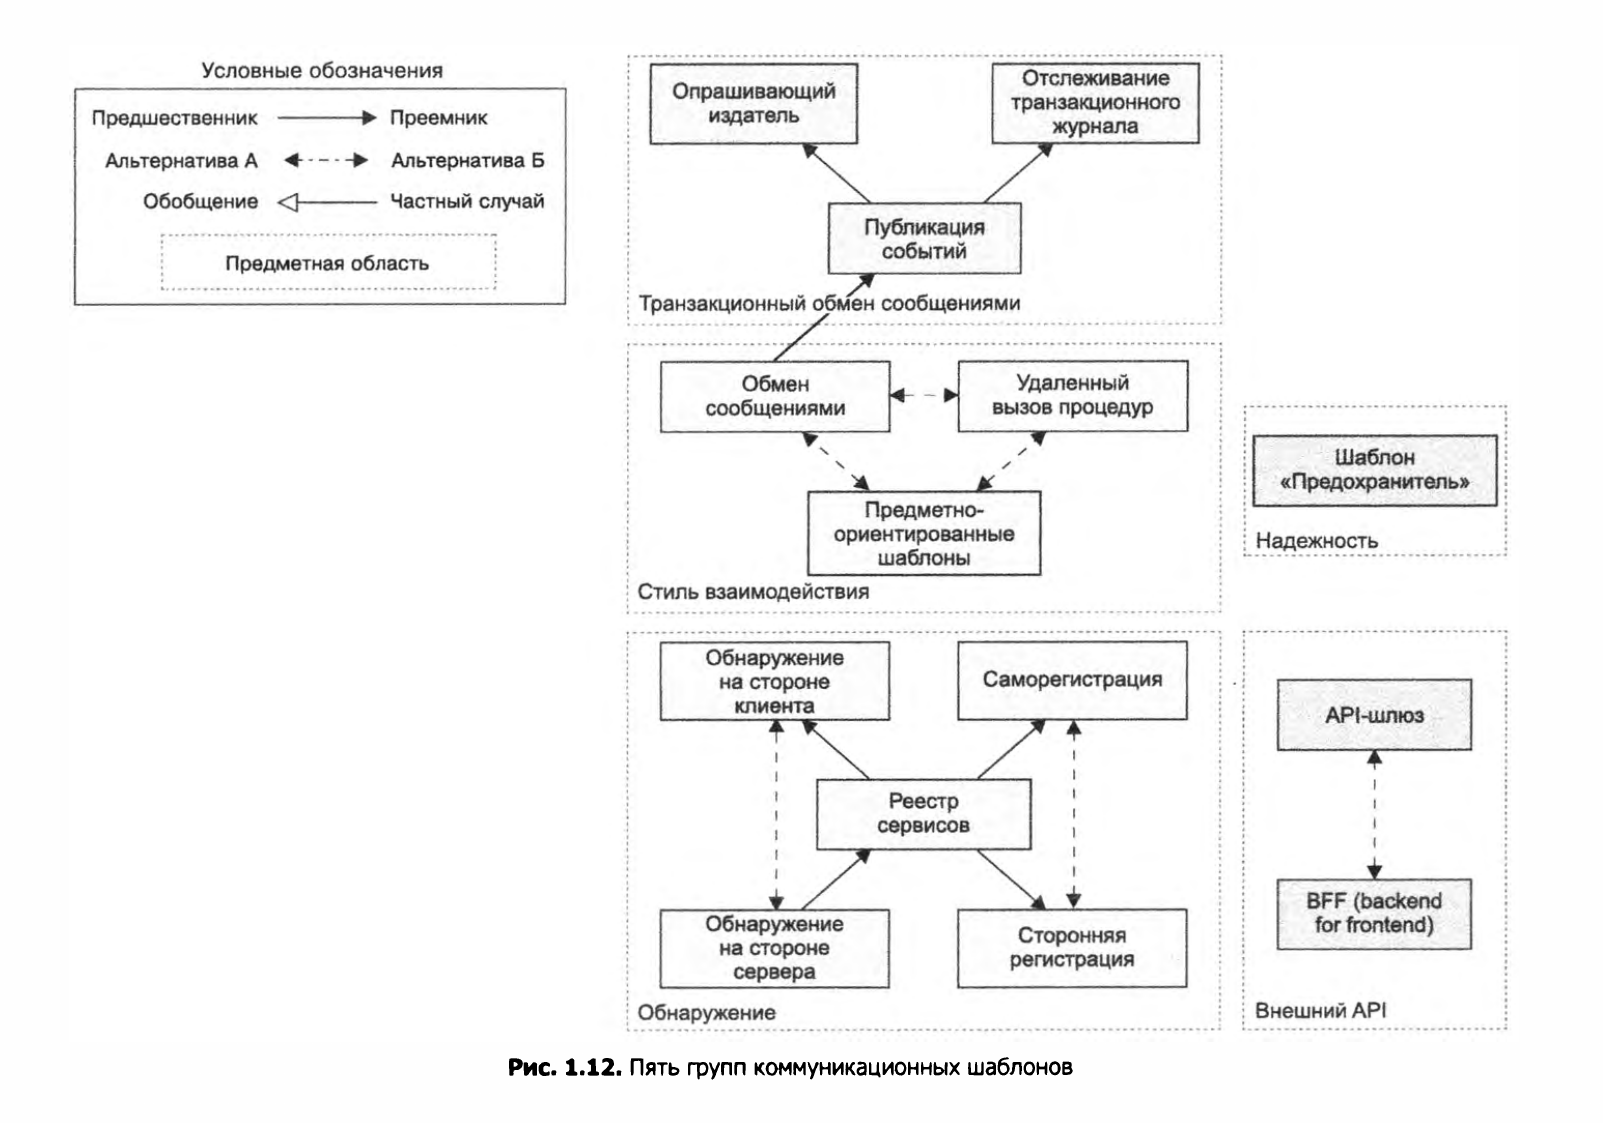 Условные обозначения
Предшественник
Преемник
Альтернатива А
Альтернатива Б
Обобщение
Частный случай
Предметная область
Опрашивающий
издатель
Отслеживание
транзакционного
журнала
Публикация
событий
Транзакционный обмен сообщениями
Обмен
сообщениями
Удаленный
вызов процедур
Предметно-
ориентированные
шаблоны
Стиль взаимодействия
Шаблон
«Предохранитель»
Надежность
Обнаружение
на стороне
клиента
Саморегистрация
Реестр
сервисов
Обнаружение
на стороне
сервера
Сторонняя
регистрация
Обнаружение
API-шлюз
BFF (backend
for frontend)
Внешний API
Рис. 1.12. Пять групп коммуникационных шаблонов